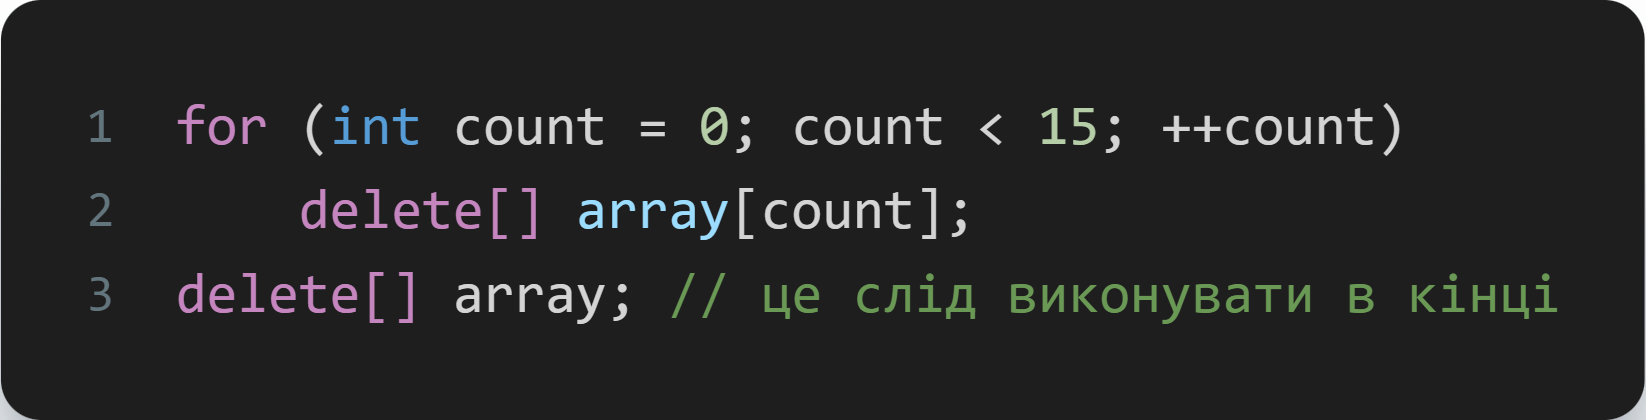 1 for (int count = 0; count < 15; ++count)
2     delete[] array[count];
3 delete[] array; // це слід виконувати в кінці